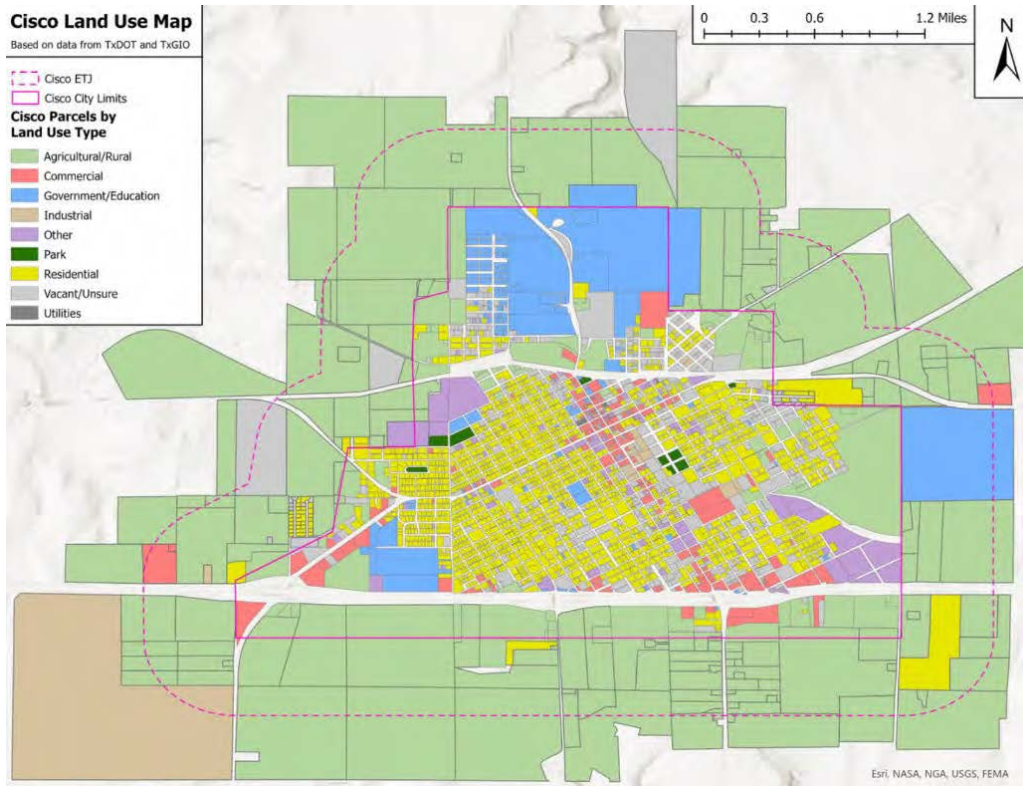 Cisco Land Use Map
Based on data from TxDOT and TxGIO
Cisco ETJ
Cisco City Limits
Cisco Parcels by
Land Use Type
Agricultural/Rural
Commercial
Government/Education
Industrial
Other
Park
Residential
Vacant/Unsure
Utilities
0 0.3 0.6 1.2 Miles
N
Esri, NASA, NGA, USGS, FEMA